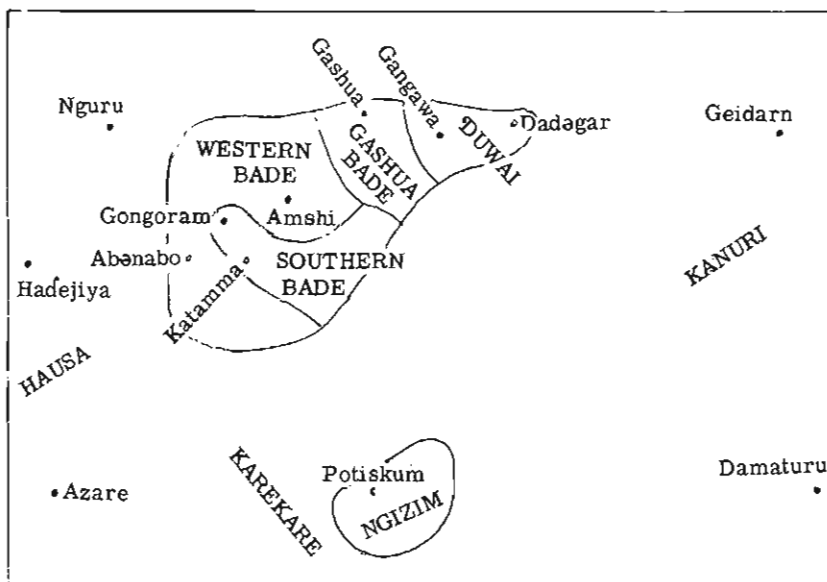 Gashua
Gangawa
Nguru
Dadəgar
Geidarn
WESTERN
BADE
GASHUA
BADE
DUWAI
Gongoram
Amshi
Abənabo
SOUTHERN
BADE
Katamma
Hadejiya
KANURI
HAUSA
Potiskum
Damaturu
Azare
KAREKARE
NGIZIM